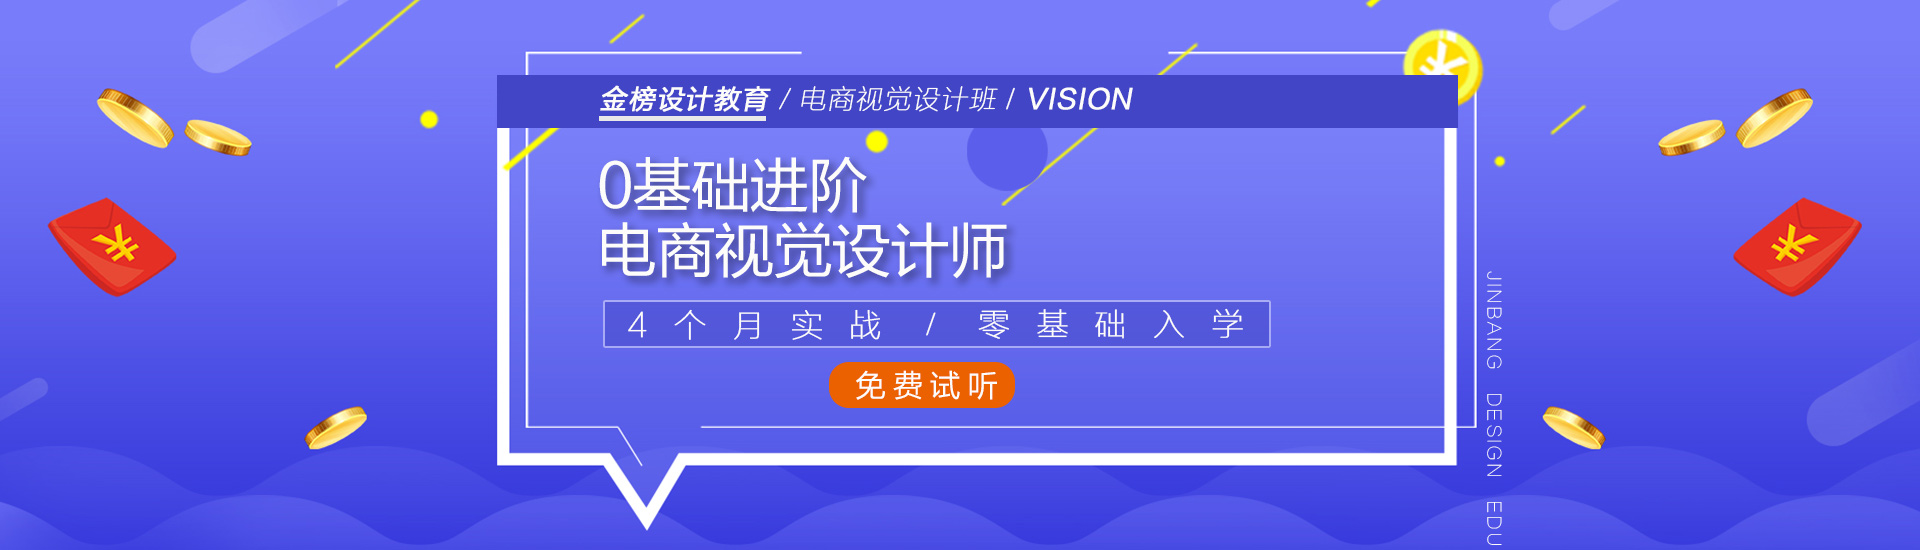 金榜设计教育 / 电商视觉设计班 / VISION
0基础进阶
电商视觉设计师
4个月实战 / 零基础入学
免费试听
JINBANG DESIGN EDU